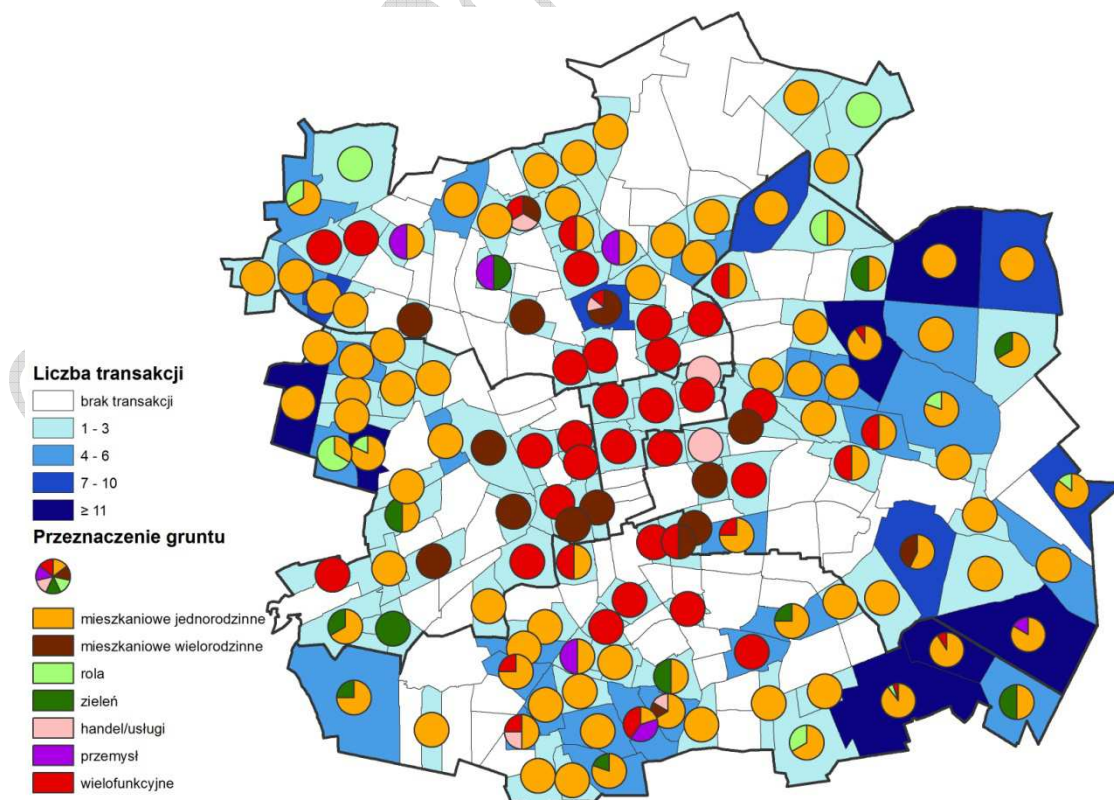 Liczba transakcji
brak transakcji
1 - 3
4 - 6
7 - 10
≥ 11
Przeznaczenie gruntu
mieszkaniowe jednorodzinne
mieszkaniowe wielorodzinne
rola
zieleń
handel/usługi
przemysł
wielofunkcyjne